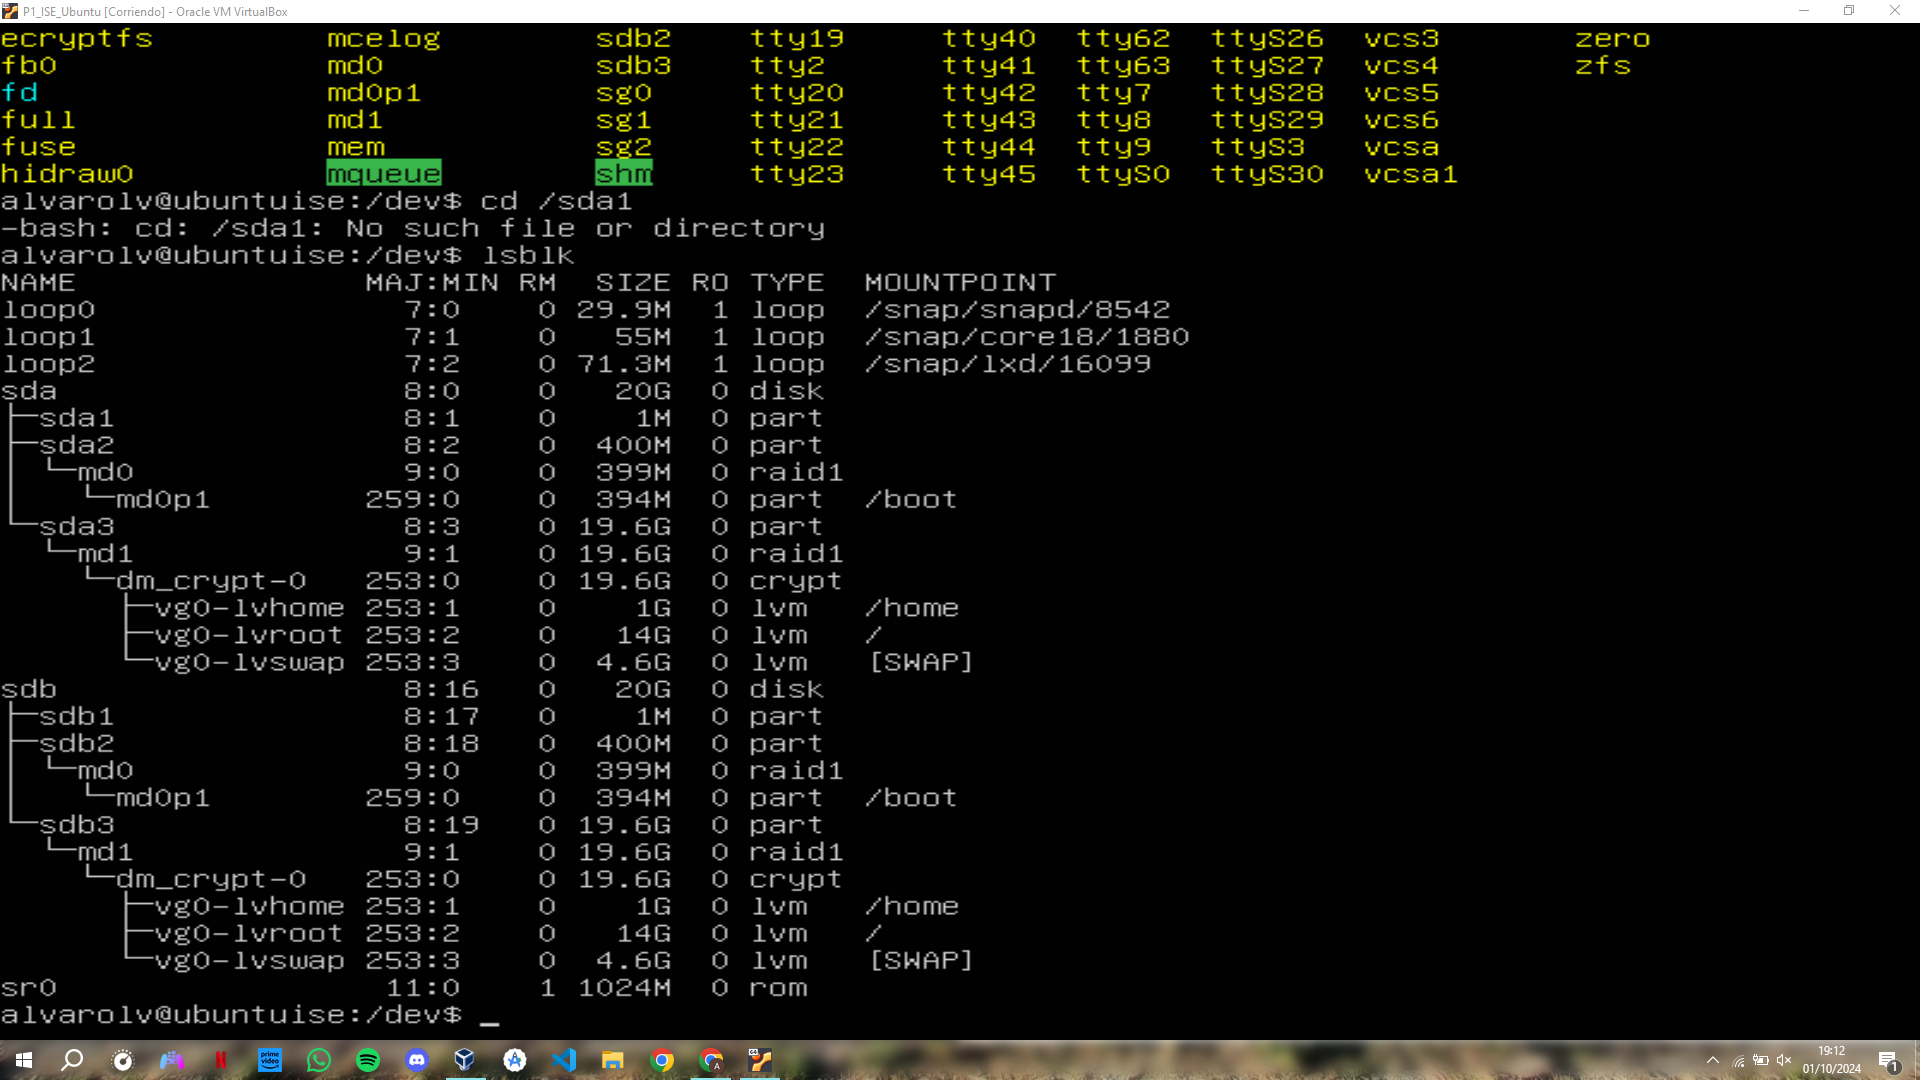 P1_ISE_Ubuntu [Corriendo] - Oracle VM VirtualBox
ecryptfs mcelog sdb2 tty19 tty40 tty62 ttyS26 vcs3 zero
fb0 md0 sdb3 tty2 tty41 tty63 ttyS27 vcs4 zfs
fd md0p1 sg0 tty20 tty42 tty7 ttyS28 vcs5
full md1 sg1 tty21 tty43 tty8 ttyS29 vcs6
fuse mem sg2 tty22 tty44 tty9 ttyS3 vcsa
hidraw0 mqueue shm tty23 tty45 ttyS0 ttyS30 vcsa1
alvarolv@ubuntuise:/dev$ cd /sda1
-bash: cd: /sda1: No such file or directory
alvarolv@ubuntuise:/dev$ lsblk
NAME MAJ:MIN RM SIZE RO TYPE MOUNTPOINT
loop0 7:0 0 29.9M 1 loop /snap/snapd/8542
loop1 7:1 0 55M 1 loop /snap/core18/1880
loop2 7:2 0 71.3M 1 loop /snap/lxd/16099
sda 8:0 0 20G 0 disk
├─sda1 8:1 0 1M 0 part
├─sda2 8:2 0 400M 0 part
│ └─md0 9:0 0 399M 0 raid1
│ └─md0p1 259:0 0 394M 0 part /boot
└─sda3 8:3 0 19.6G 0 part
└─md1 9:1 0 19.6G 0 raid1
└─dm_crypt-0 253:0 0 19.6G 0 crypt
├─vg0-lvhome 253:1 0 1G 0 lvm /home
├─vg0-lvroot 253:2 0 14G 0 lvm /
└─vg0-lvswap 253:3 0 4.6G 0 lvm [SWAP]
sdb 8:16 0 20G 0 disk
├─sdb1 8:17 0 1M 0 part
├─sdb2 8:18 0 400M 0 part
│ └─md0 9:0 0 399M 0 raid1
│ └─md0p1 259:0 0 394M 0 part /boot
└─sdb3 8:19 0 19.6G 0 part
└─md1 9:1 0 19.6G 0 raid1
└─dm_crypt-0 253:0 0 19.6G 0 crypt
├─vg0-lvhome 253:1 0 1G 0 lvm /home
├─vg0-lvroot 253:2 0 14G 0 lvm /
└─vg0-lvswap 253:3 0 4.6G 0 lvm [SWAP]
sr0 11:0 1 1024M 0 rom
alvarolv@ubuntuise:/dev$ _
prime video
A
64
19:12
01/10/2024
1